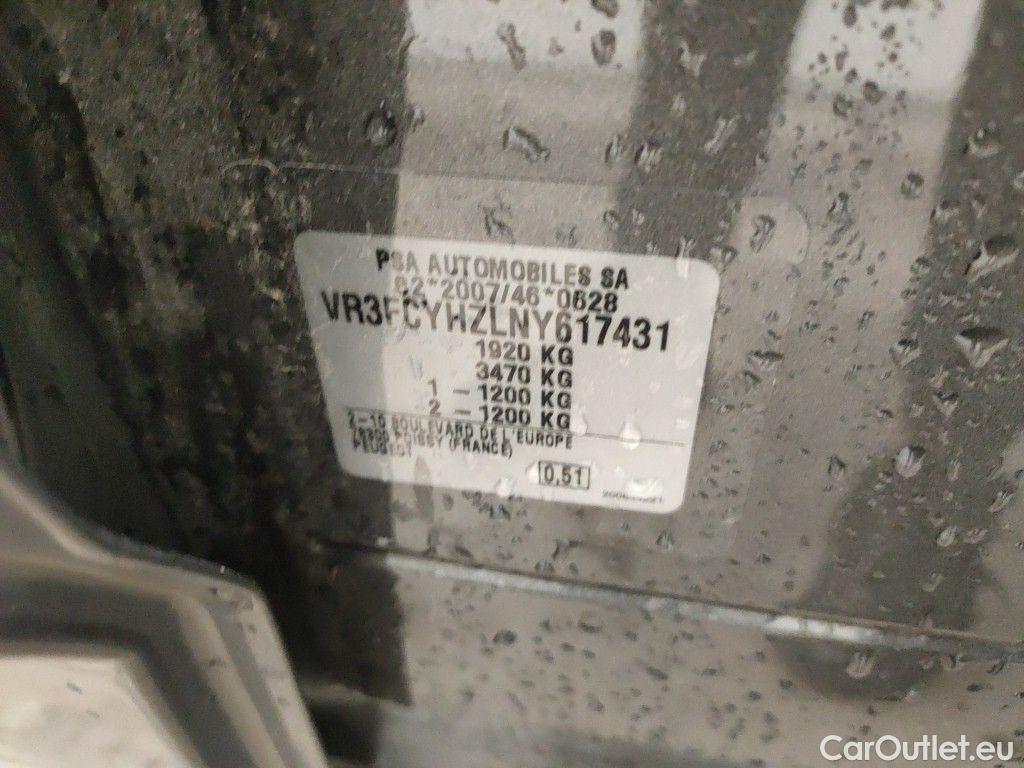 PSA AUTOMOBILES SA
*2007/46*0628
VR3FCYHZLNY617431
1920 KG
3470 KG
1 - 1200 KG
2 - 1200 KG
2-10 BOULEVARD DE L'EUROPE
POISSY (FRANCE)
PEUGEOT
0,51
CarOutlet.eu